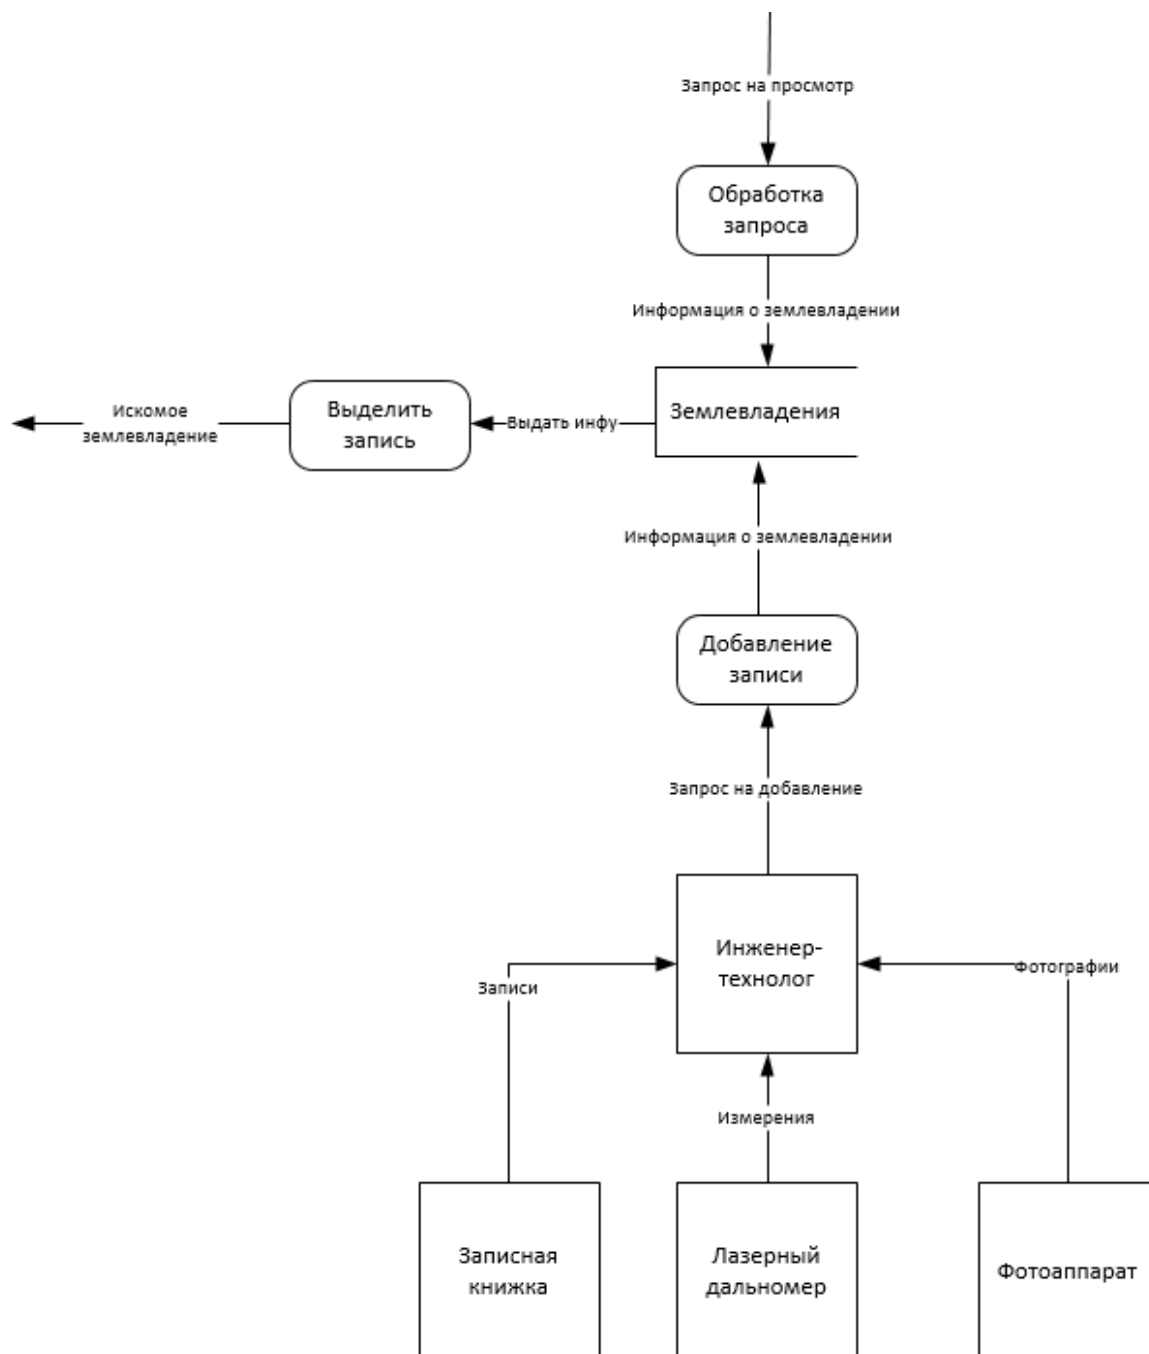 Запрос на просмотр
Обработка
запроса
Информация о землевладении
Искомое
землевладение
Выделить
запись
Выдать инфу
Землевладения
Информация о землевладении
Добавление
записи
Запрос на добавление
Инженер-
технолог
Записи
Фотографии
Измерения
Записная
книжка
Лазерный
дальномер
Фотоаппарат